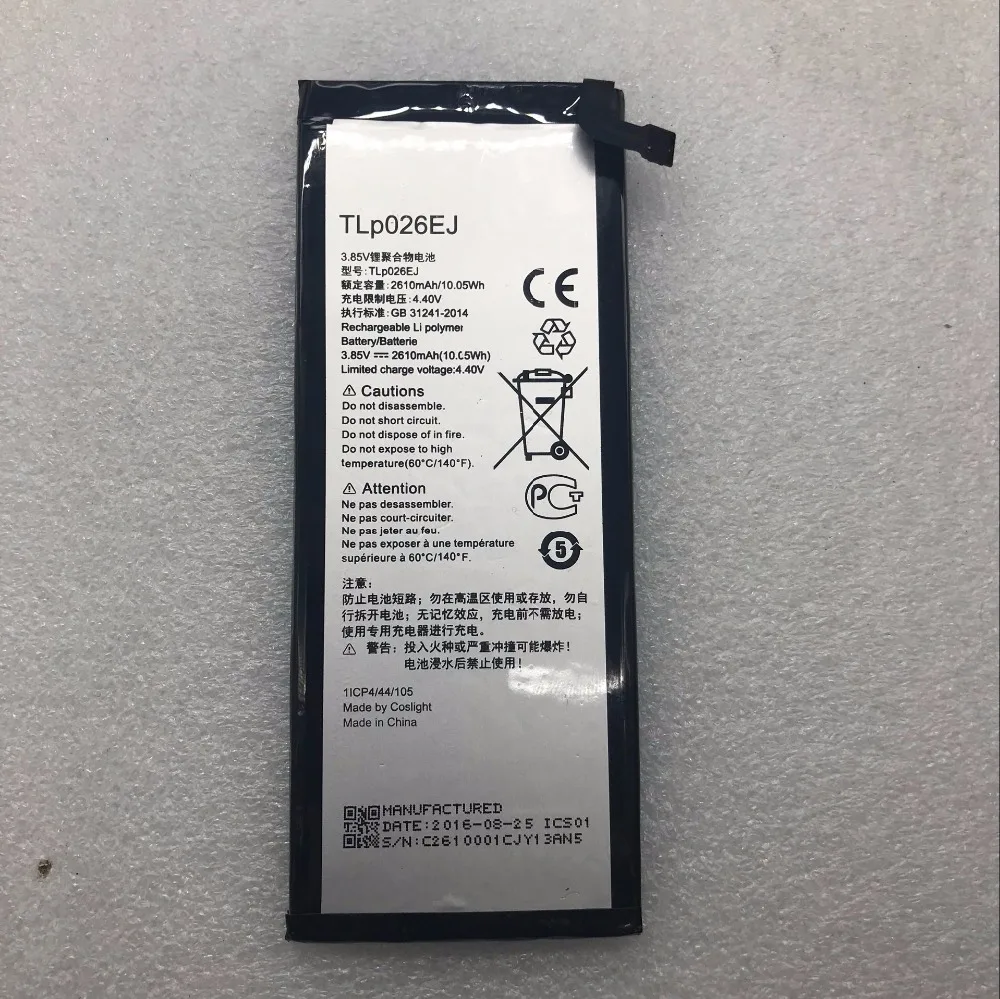 TLp026EJ
3.85V锂聚合物电池
型号:TLp026EJ
额定容量:2610mAh/10.05Wh
充电限制电压:4.40V
执行标准:GB 31241-2014
Rechargeable Li polymer
Battery/Batterie
3.85V ⎓ 2610mAh(10.05Wh)
Limited charge voltage:4.40V
CE
⚠ Cautions
Do not disassemble.
Do not short circuit.
Do not dispose of in fire.
Do not expose to high
temperature(60°C/140°F).
⚠ Attention
Ne pas desassembler.
Ne pas court-circuiter.
Ne pas jeter au feu.
Ne pas exposer à une température
supérieure à 60°C/140°F.
PCT
5
注意:
防止电池短路;勿在高温区使用或存放,勿自
行拆开电池;无记忆效应,充电前不需放电;
使用专用充电器进行充电。
⚠ 警告:投入火种或严重冲撞可能爆炸!
电池浸水后禁止使用!
1ICP4/44/105
Made by Coslight
Made in China
MANUFACTURED
DATE:2016-08-25 ICS01
S/N:C2610001CJY13AN5